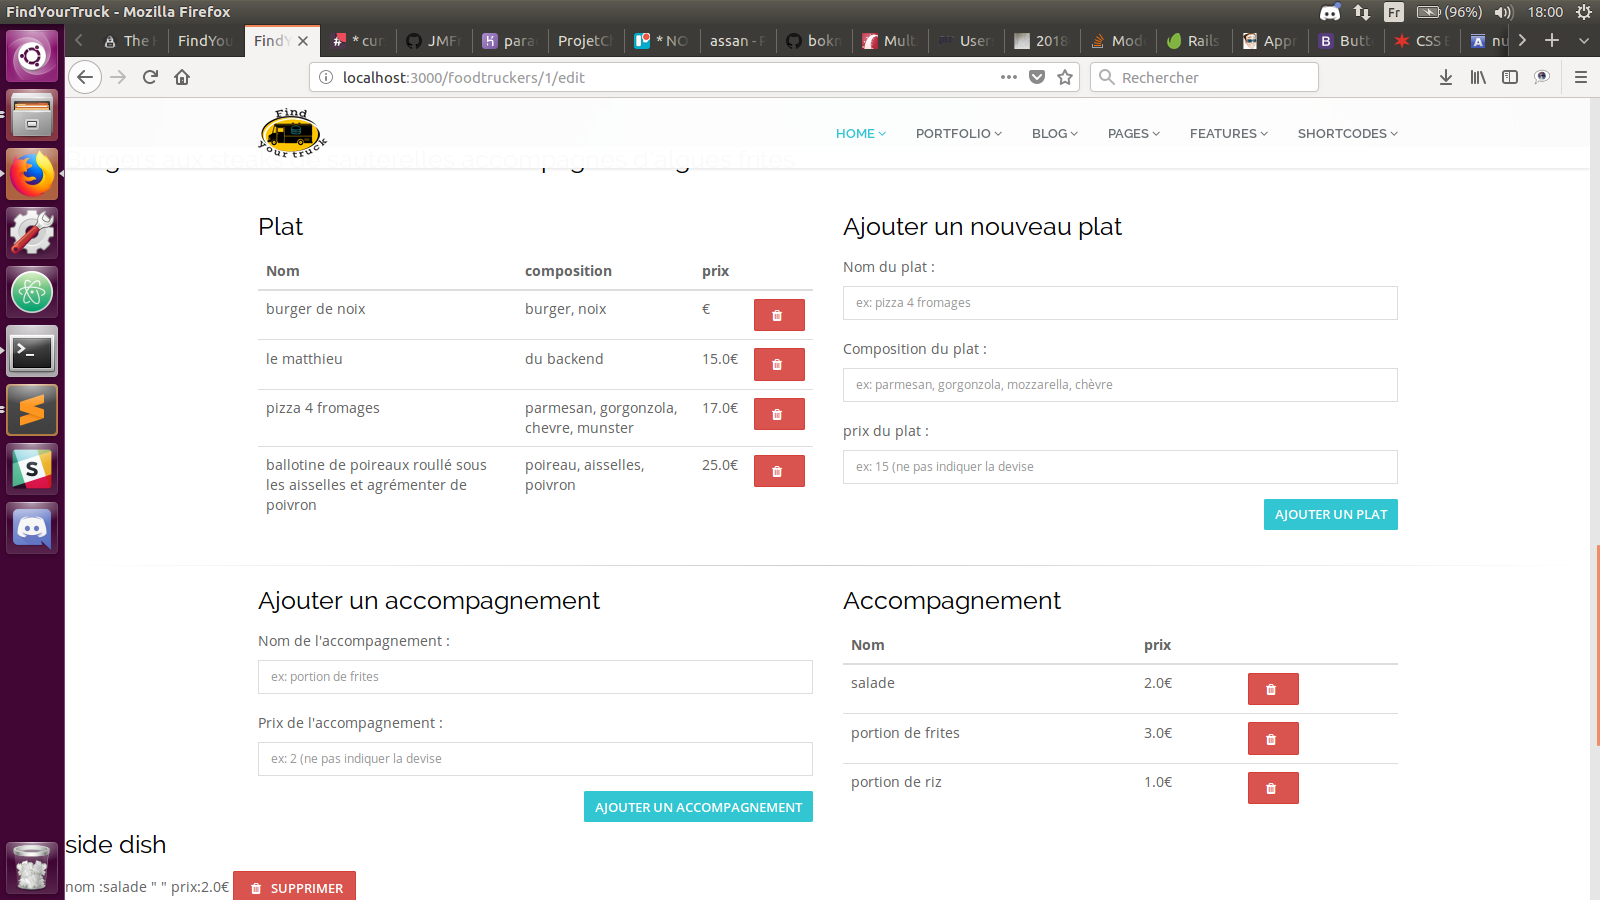 FindYourTruck - Mozilla Firefox
Fr (96%) 18:00
The FindYou FindY * cur JMFr para ProjetCl * NO assan - F bokn Mult Users 2018 Mode Rails Appr Butt CSS E nu
localhost:3000/foodtruckers/1/edit
Rechercher
Find
your truck
HOME PORTFOLIO BLOG PAGES FEATURES SHORTCODES
Plat
Nom composition prix
burger de noix burger, noix €
le matthieu du backend 15.0€
pizza 4 fromages parmesan, gorgonzola, 17.0€
chevre, munster
ballotine de poireaux roullé sous poireau, aisselles, 25.0€
les aisselles et agrémenter de poivron
poivron
Ajouter un nouveau plat
Nom du plat :
ex: pizza 4 fromages
Composition du plat :
ex: parmesan, gorgonzola, mozzarella, chèvre
prix du plat :
ex: 15 (ne pas indiquer la devise
AJOUTER UN PLAT
Ajouter un accompagnement
Nom de l'accompagnement :
ex: portion de frites
Prix de l'accompagnement :
ex: 2 (ne pas indiquer la devise
AJOUTER UN ACCOMPAGNEMENT
Accompagnement
Nom prix
salade 2.0€
portion de frites 3.0€
portion de riz 1.0€
side dish
nom :salade " " prix:2.0€ SUPPRIMER